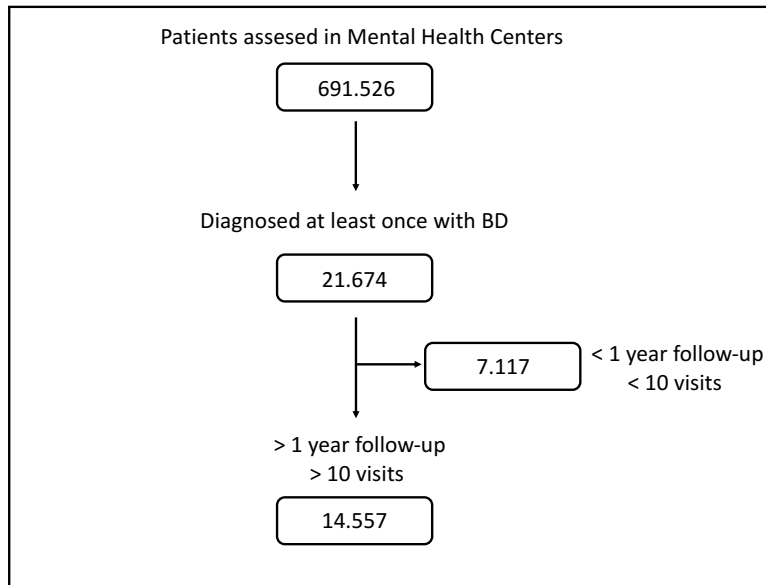 Patients assesed in Mental Health Centers
691.526
Diagnosed at least once with BD
21.674
7.117
< 1 year follow-up
< 10 visits
> 1 year follow-up
> 10 visits
14.557